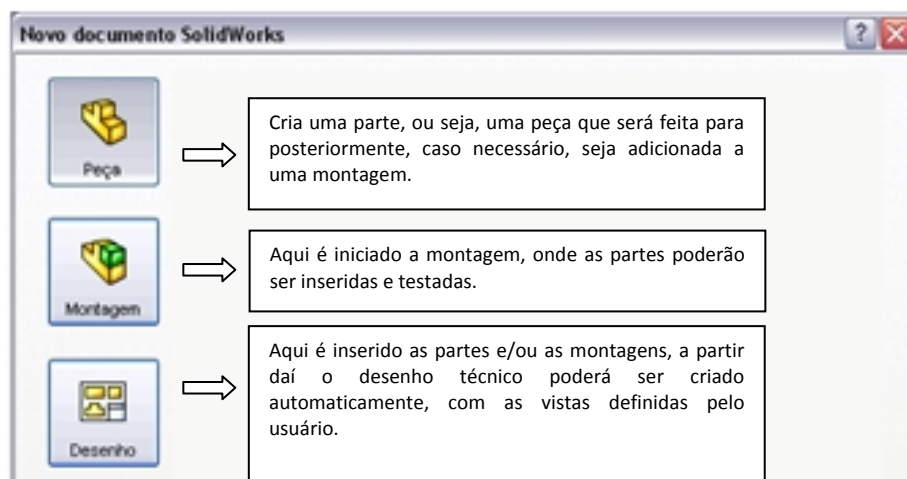 Novo documento SolidWorks
Peça
Cria uma parte, ou seja, uma peça que será feita para
posteriormente, caso necessário, seja adicionada a
uma montagem.
Montagem
Aqui é iniciado a montagem, onde as partes poderão
ser inseridas e testadas.
Desenho
Aqui é inserido as partes e/ou as montagens, a partir
daí o desenho técnico poderá ser criado
automaticamente, com as vistas definidas pelo
usuário.